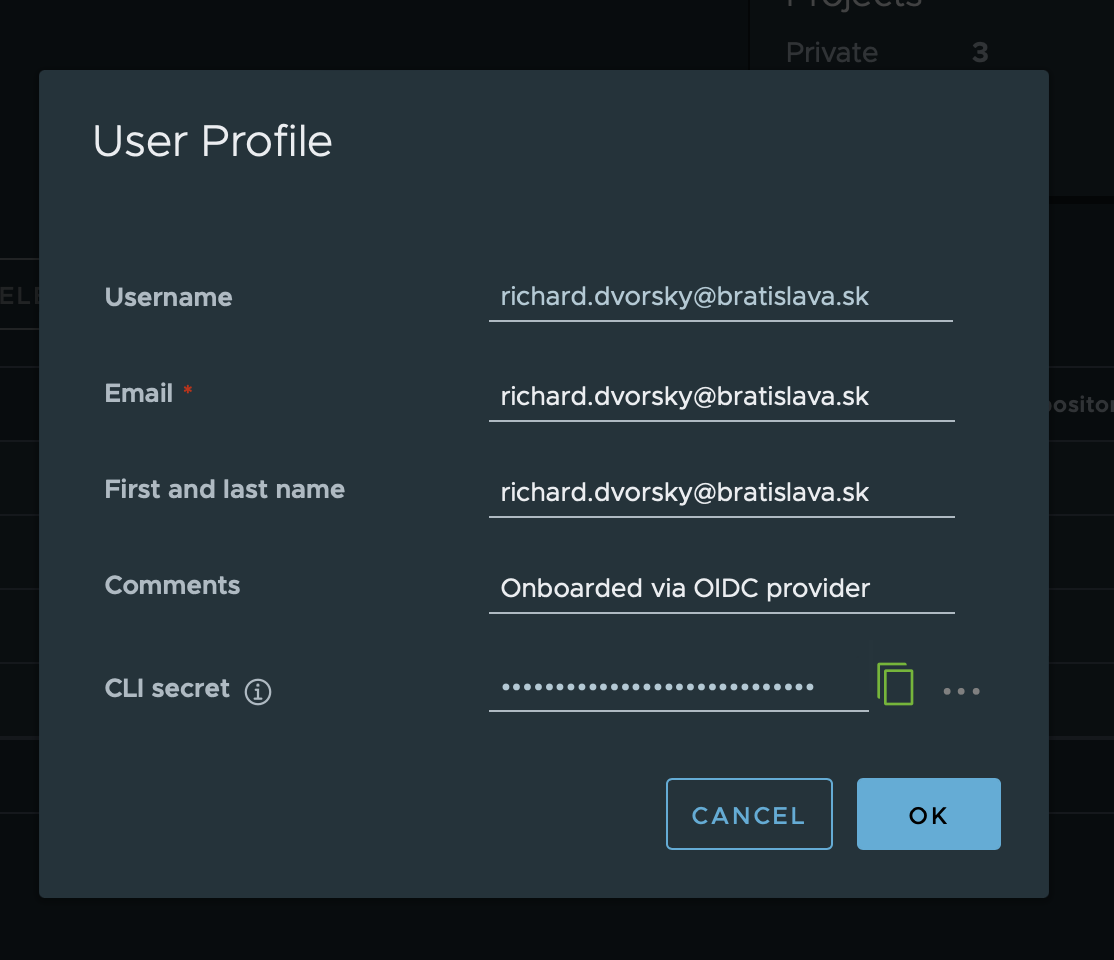 Projects
Private 3
User Profile
Username richard.dvorsky@bratislava.sk
Email * richard.dvorsky@bratislava.sk
First and last name richard.dvorsky@bratislava.sk
Comments Onboarded via OIDC provider
CLI secret ••••••••••••••••••••••••••••• 
CANCEL OK